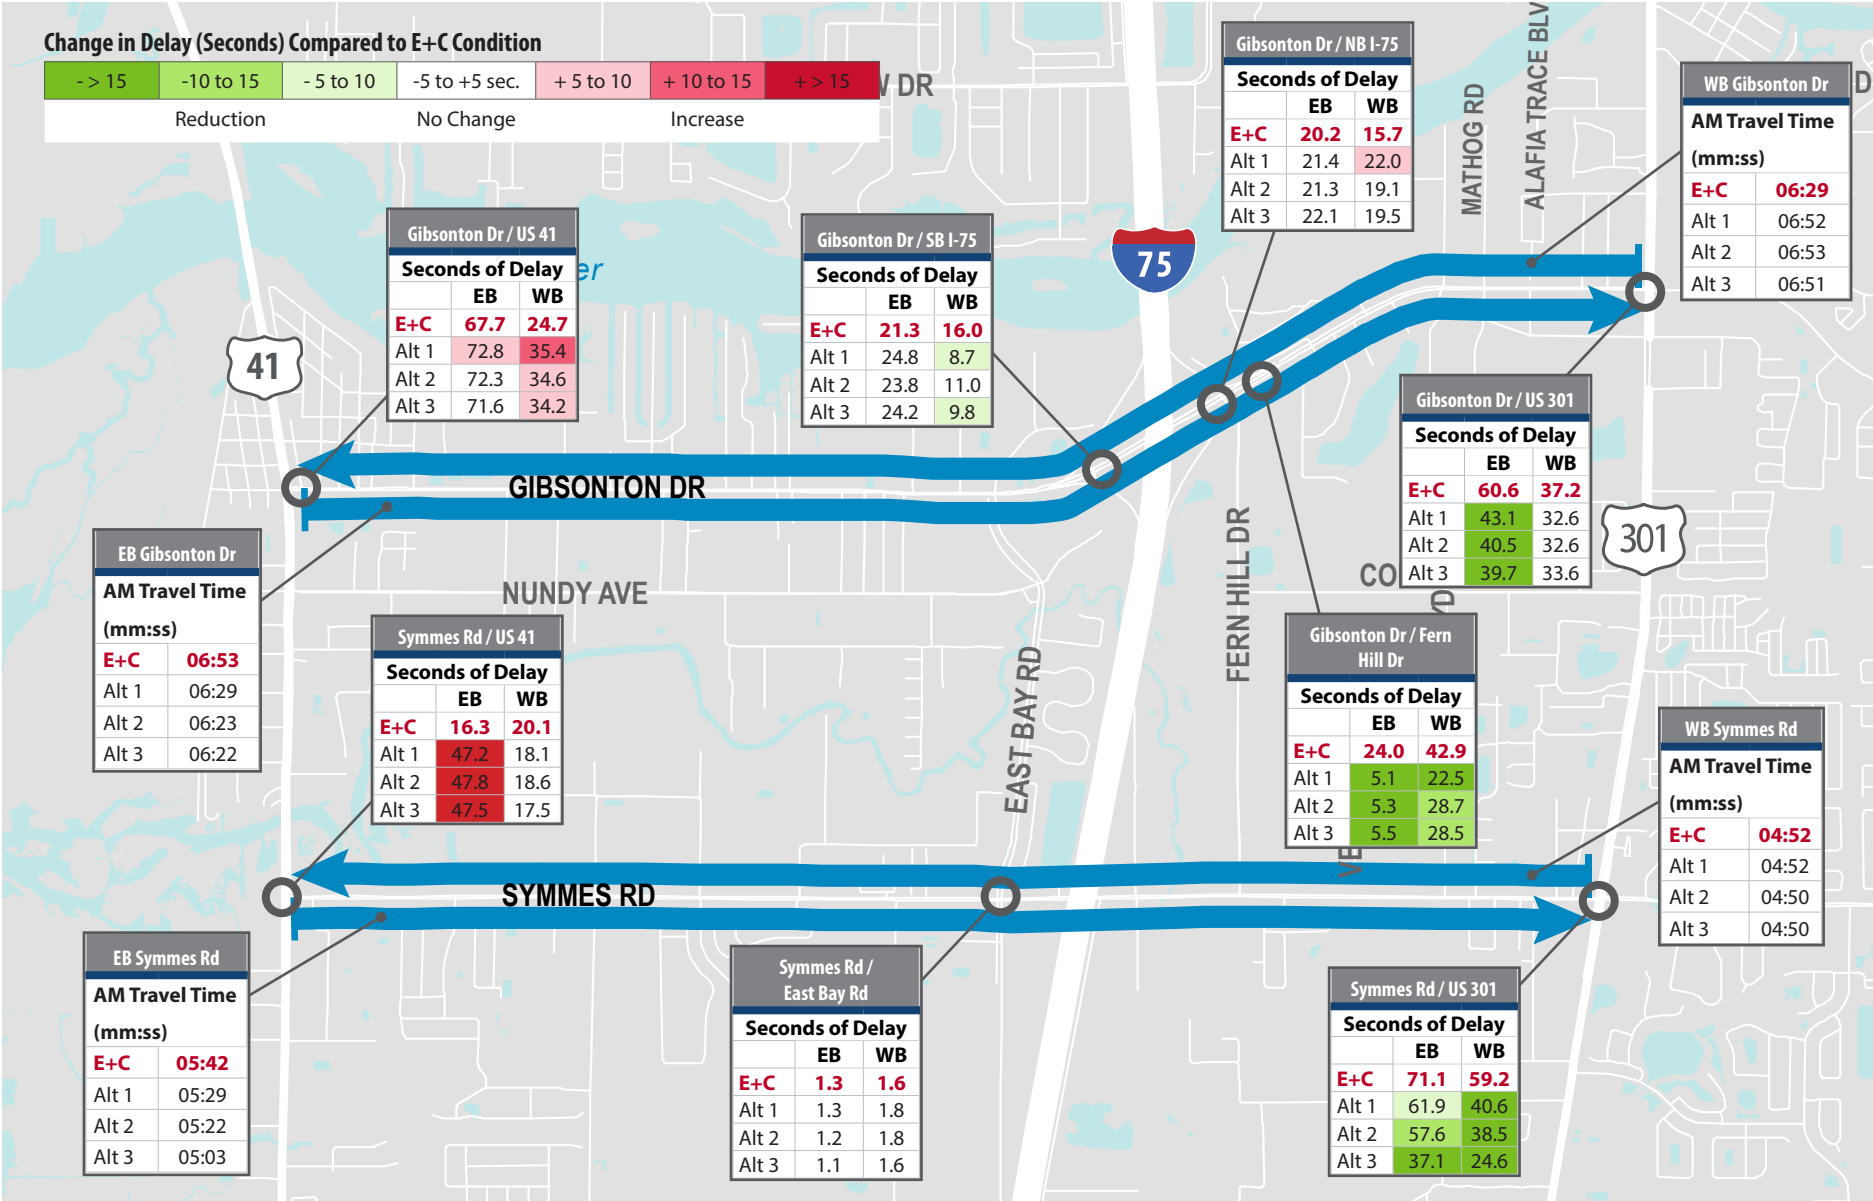 Change in Delay (Seconds) Compared to E+C Condition
- > 15 -10 to 15 - 5 to 10 -5 to +5 sec. + 5 to 10 + 10 to 15 + > 15
Reduction No Change Increase
DR
MATHOG RD
ALAFIA TRACE BLV
D
Gibsonton Dr / NB I-75
Seconds of Delay
EB WB
E+C 20.2 15.7
Alt 1 21.4 22.0
Alt 2 21.3 19.1
Alt 3 22.1 19.5
WB Gibsonton Dr
AM Travel Time
(mm:ss)
E+C 06:29
Alt 1 06:52
Alt 2 06:53
Alt 3 06:51
Gibsonton Dr / US 41
Seconds of Delay
EB WB
E+C 67.7 24.7
Alt 1 72.8 35.4
Alt 2 72.3 34.6
Alt 3 71.6 34.2
er
Gibsonton Dr / SB I-75
Seconds of Delay
EB WB
E+C 21.3 16.0
Alt 1 24.8 8.7
Alt 2 23.8 11.0
Alt 3 24.2 9.8
75
41
Gibsonton Dr / US 301
Seconds of Delay
EB WB
E+C 60.6 37.2
Alt 1 43.1 32.6
Alt 2 40.5 32.6
Alt 3 39.7 33.6
GIBSONTON DR
301
EB Gibsonton Dr
AM Travel Time
(mm:ss)
E+C 06:53
Alt 1 06:29
Alt 2 06:23
Alt 3 06:22
NUNDY AVE
FERN HILL DR
CO
YD
EAST BAY RD
Symmes Rd / US 41
Seconds of Delay
EB WB
E+C 16.3 20.1
Alt 1 47.2 18.1
Alt 2 47.8 18.6
Alt 3 47.5 17.5
Gibsonton Dr / Fern
Hill Dr
Seconds of Delay
EB WB
E+C 24.0 42.9
Alt 1 5.1 22.5
Alt 2 5.3 28.7
Alt 3 5.5 28.5
WB Symmes Rd
AM Travel Time
(mm:ss)
E+C 04:52
Alt 1 04:52
Alt 2 04:50
Alt 3 04:50
SYMMES RD
EB Symmes Rd
AM Travel Time
(mm:ss)
E+C 05:42
Alt 1 05:29
Alt 2 05:22
Alt 3 05:03
Symmes Rd /
East Bay Rd
Seconds of Delay
EB WB
E+C 1.3 1.6
Alt 1 1.3 1.8
Alt 2 1.2 1.8
Alt 3 1.1 1.6
Symmes Rd / US 301
Seconds of Delay
EB WB
E+C 71.1 59.2
Alt 1 61.9 40.6
Alt 2 57.6 38.5
Alt 3 37.1 24.6